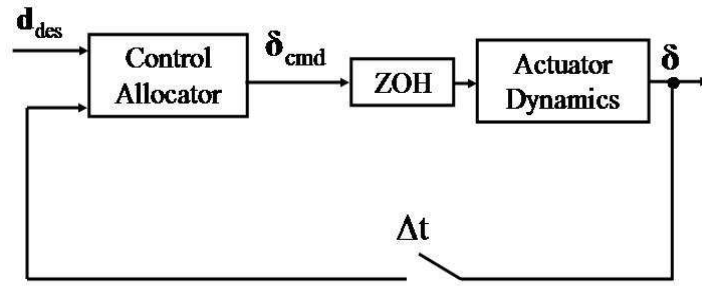 d_des
Control
Allocator
δ_cmd
ZOH
Actuator
Dynamics
δ
Δt